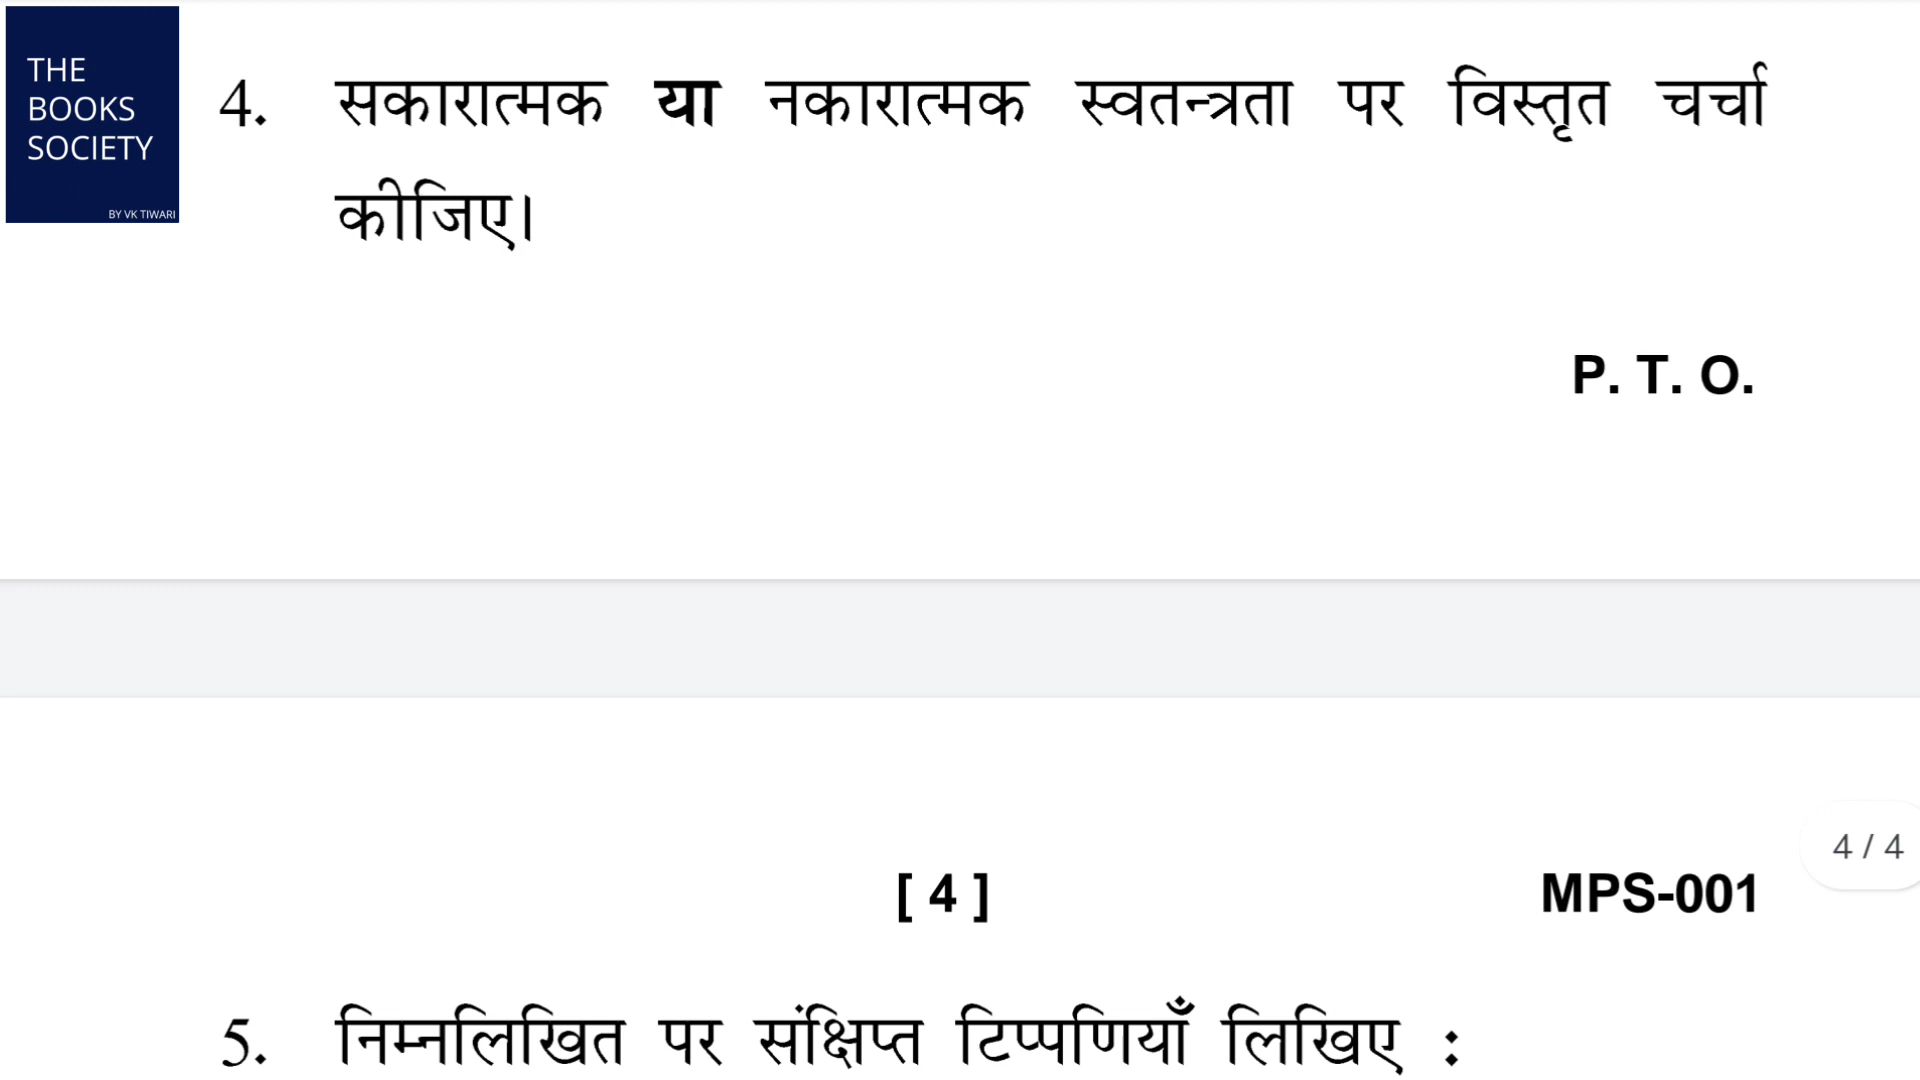 THE
BOOKS
SOCIETY
BY VK TIWARI
4. सकारात्मक या नकारात्मक स्वतन्त्रता पर विस्तृत चर्चा
कीजिए।
P. T. O.
4 / 4
[ 4 ] MPS-001
5. निम्नलिखित पर संक्षिप्त टिप्पणियाँ लिखिए :